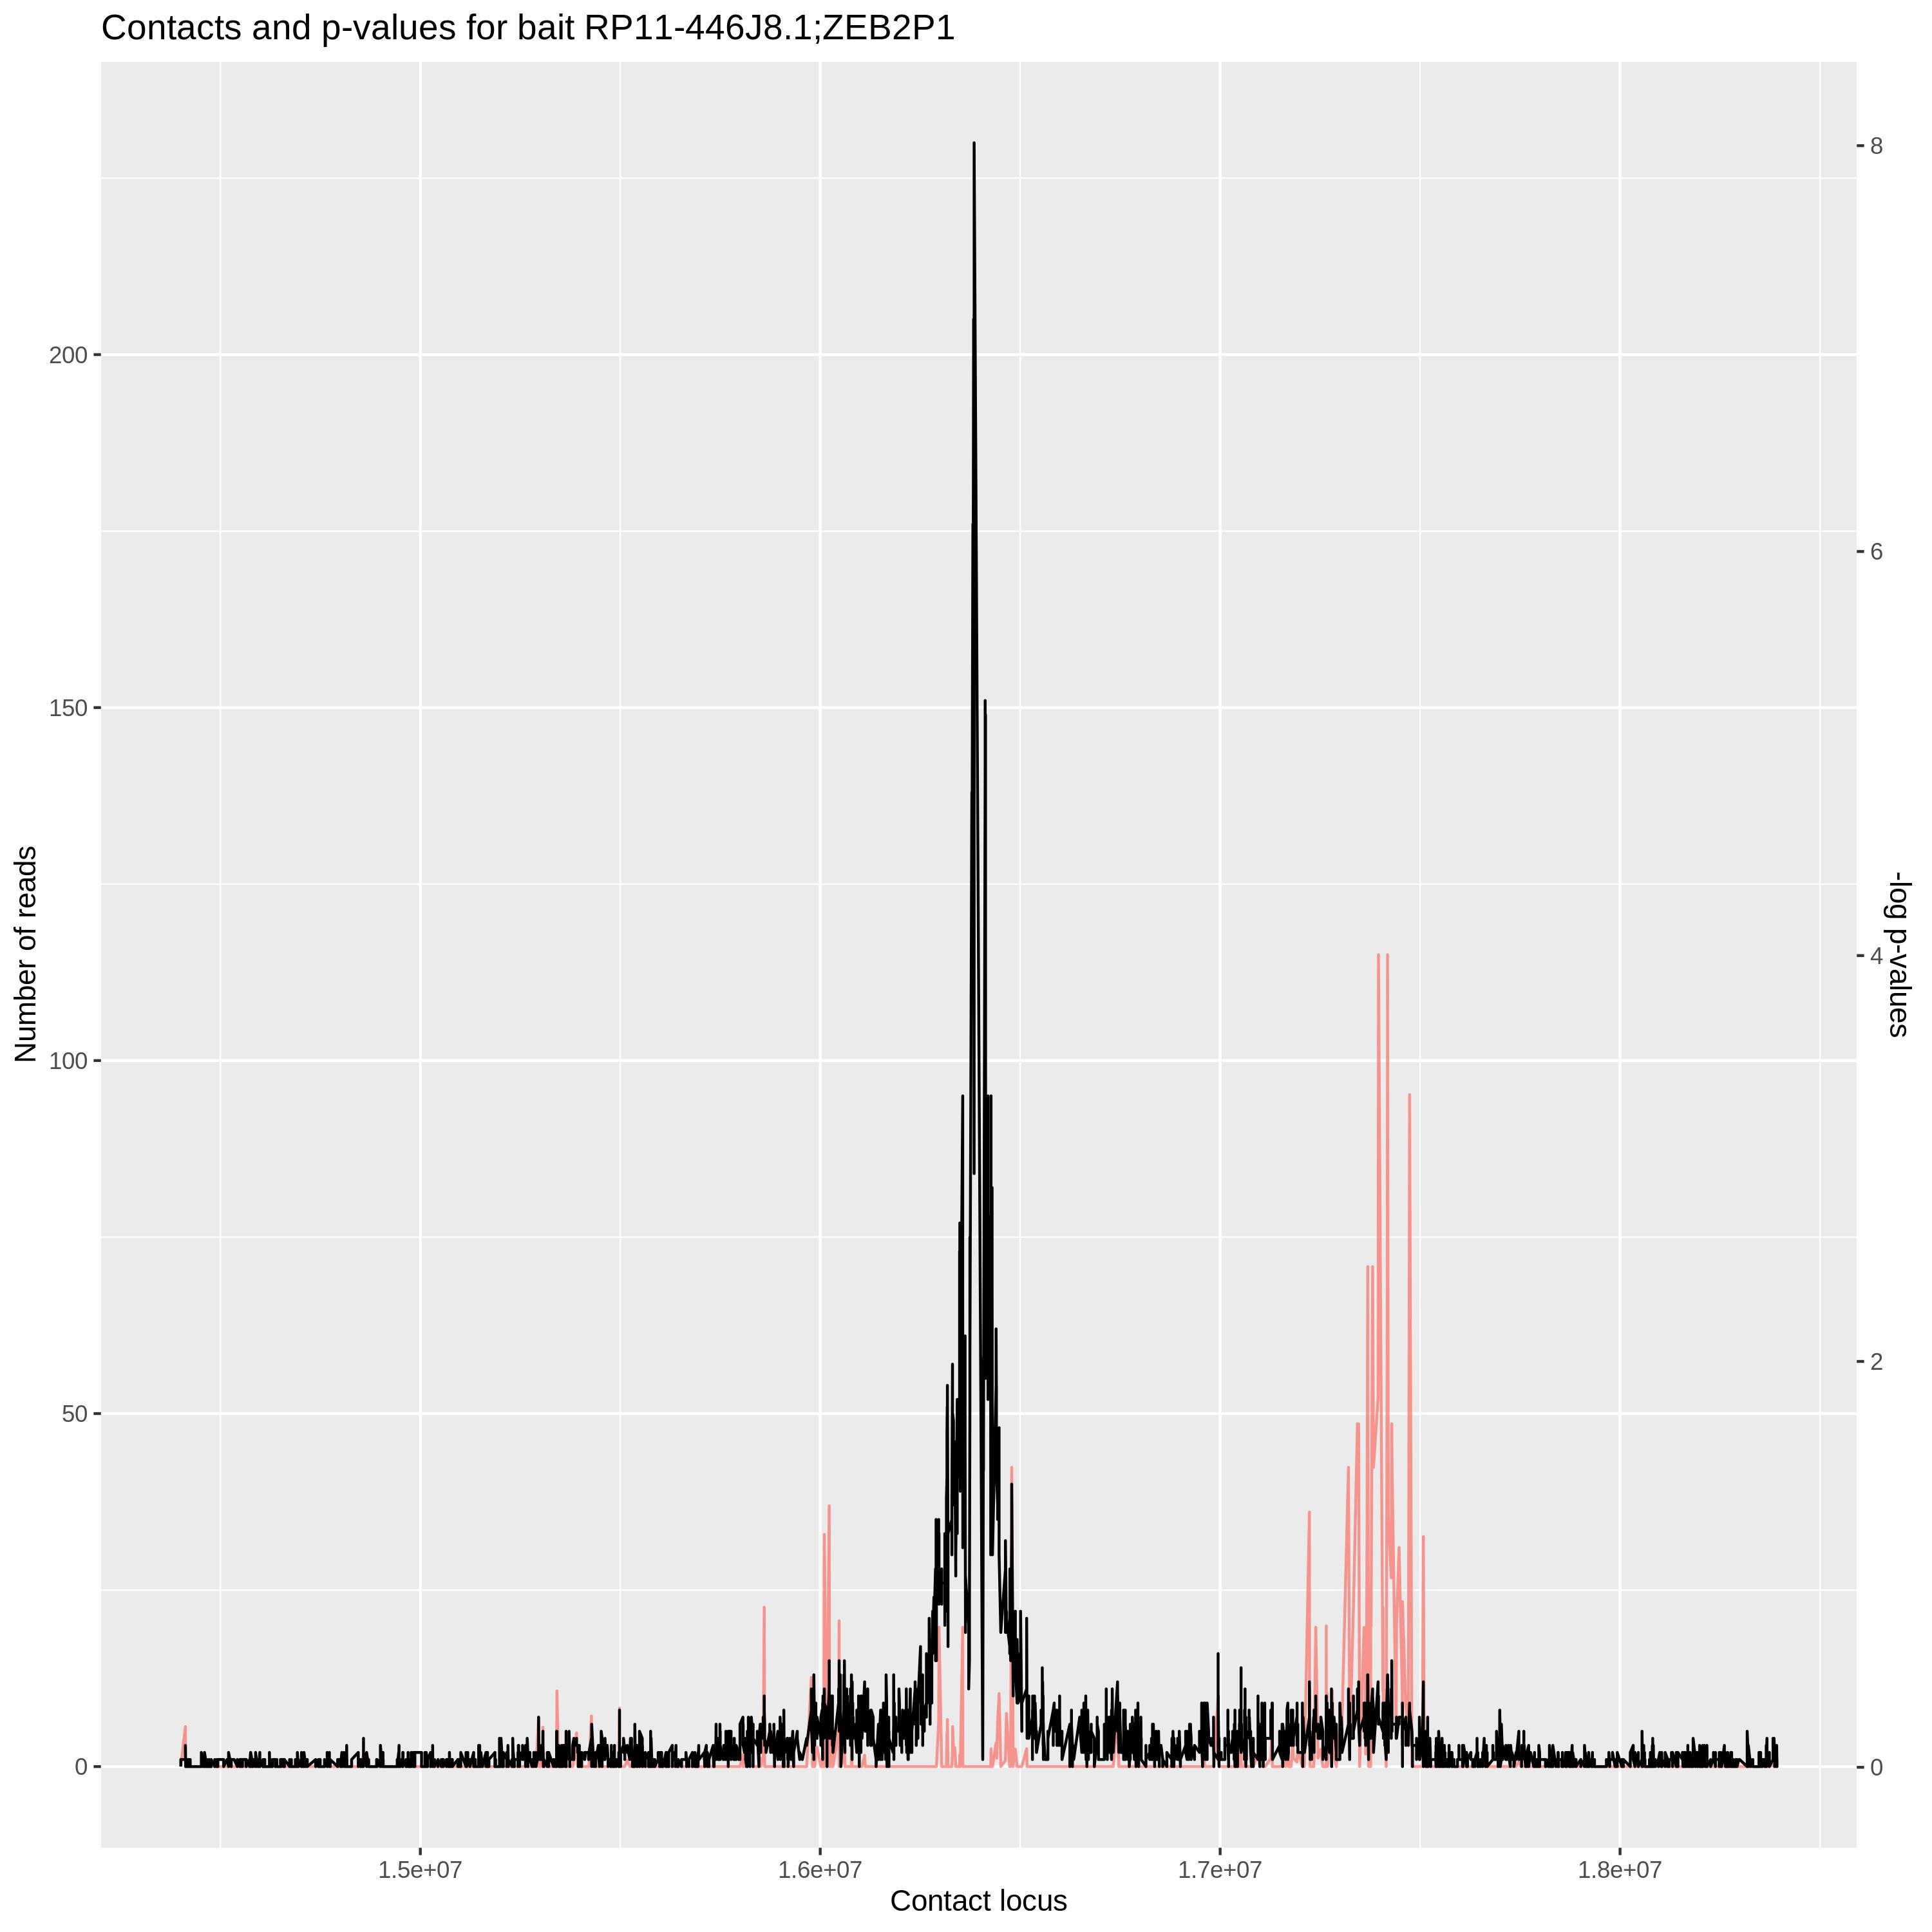 Contacts and p-values for bait RP11-446J8.1;ZEB2P1
Number of reads
200
150
100
50
0
8
6
4
2
0
-log p-values
1.5e+07 1.6e+07 1.7e+07 1.8e+07
Contact locus